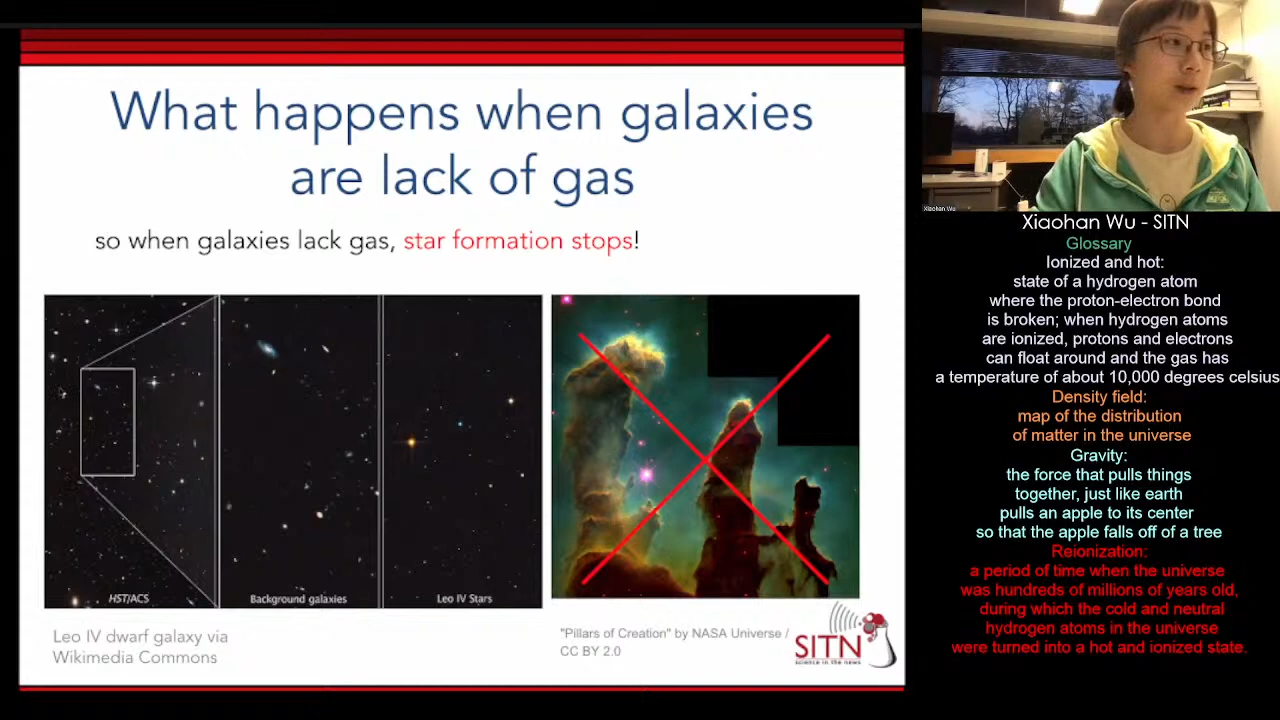 What happens when galaxies
are lack of gas
so when galaxies lack gas, star formation stops!
HST/ACS
Background galaxies
Leo IV Stars
Leo IV dwarf galaxy via
Wikimedia Commons
"Pillars of Creation" by NASA Universe /
CC BY 2.0
SITN
science in the news
Xiaohan Wu
Xiaohan Wu - SITN
Glossary
Ionized and hot:
state of a hydrogen atom
where the proton-electron bond
is broken; when hydrogen atoms
are ionized, protons and electrons
can float around and the gas has
a temperature of about 10,000 degrees celsius
Density field:
map of the distribution
of matter in the universe
Gravity:
the force that pulls things
together, just like earth
pulls an apple to its center
so that the apple falls off of a tree
Reionization:
a period of time when the universe
was hundreds of millions of years old,
during which the cold and neutral
hydrogen atoms in the universe
were turned into a hot and ionized state.